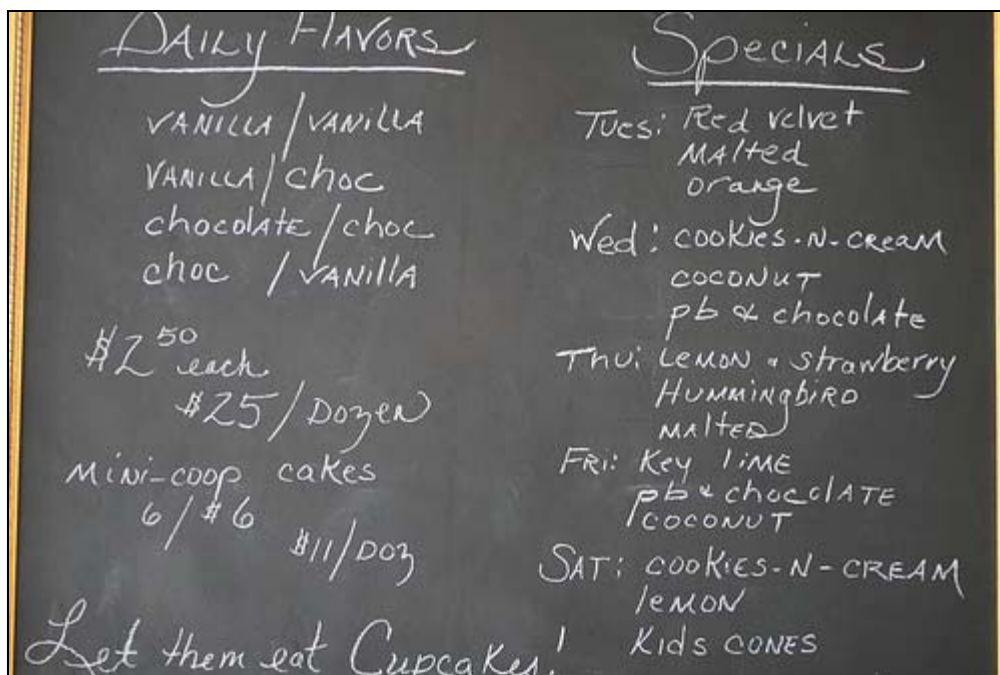 DAILY FLAVORS
VANILLA / VANILLA
VANILLA / CHOC
chocolATE / choc
choc / VANILLA
$2 50 each
$25 / DOZEN
MINI-COOP cakes
6 / $6
$11 / DOZ
Let them eat Cupcakes!
SPECIALS
Tues: Red velvet
MAlted
orange
Wed: cookies-N-CREAM
COCONUT
pb & chocolate
Thu: LEMON & strawberry
HUMMINGBIRD
MALTED
FRI: Key LIME
pb & chocolATE
COCONUT
SAT: COOKIES-N-CREAM
leMON
Kids CONES